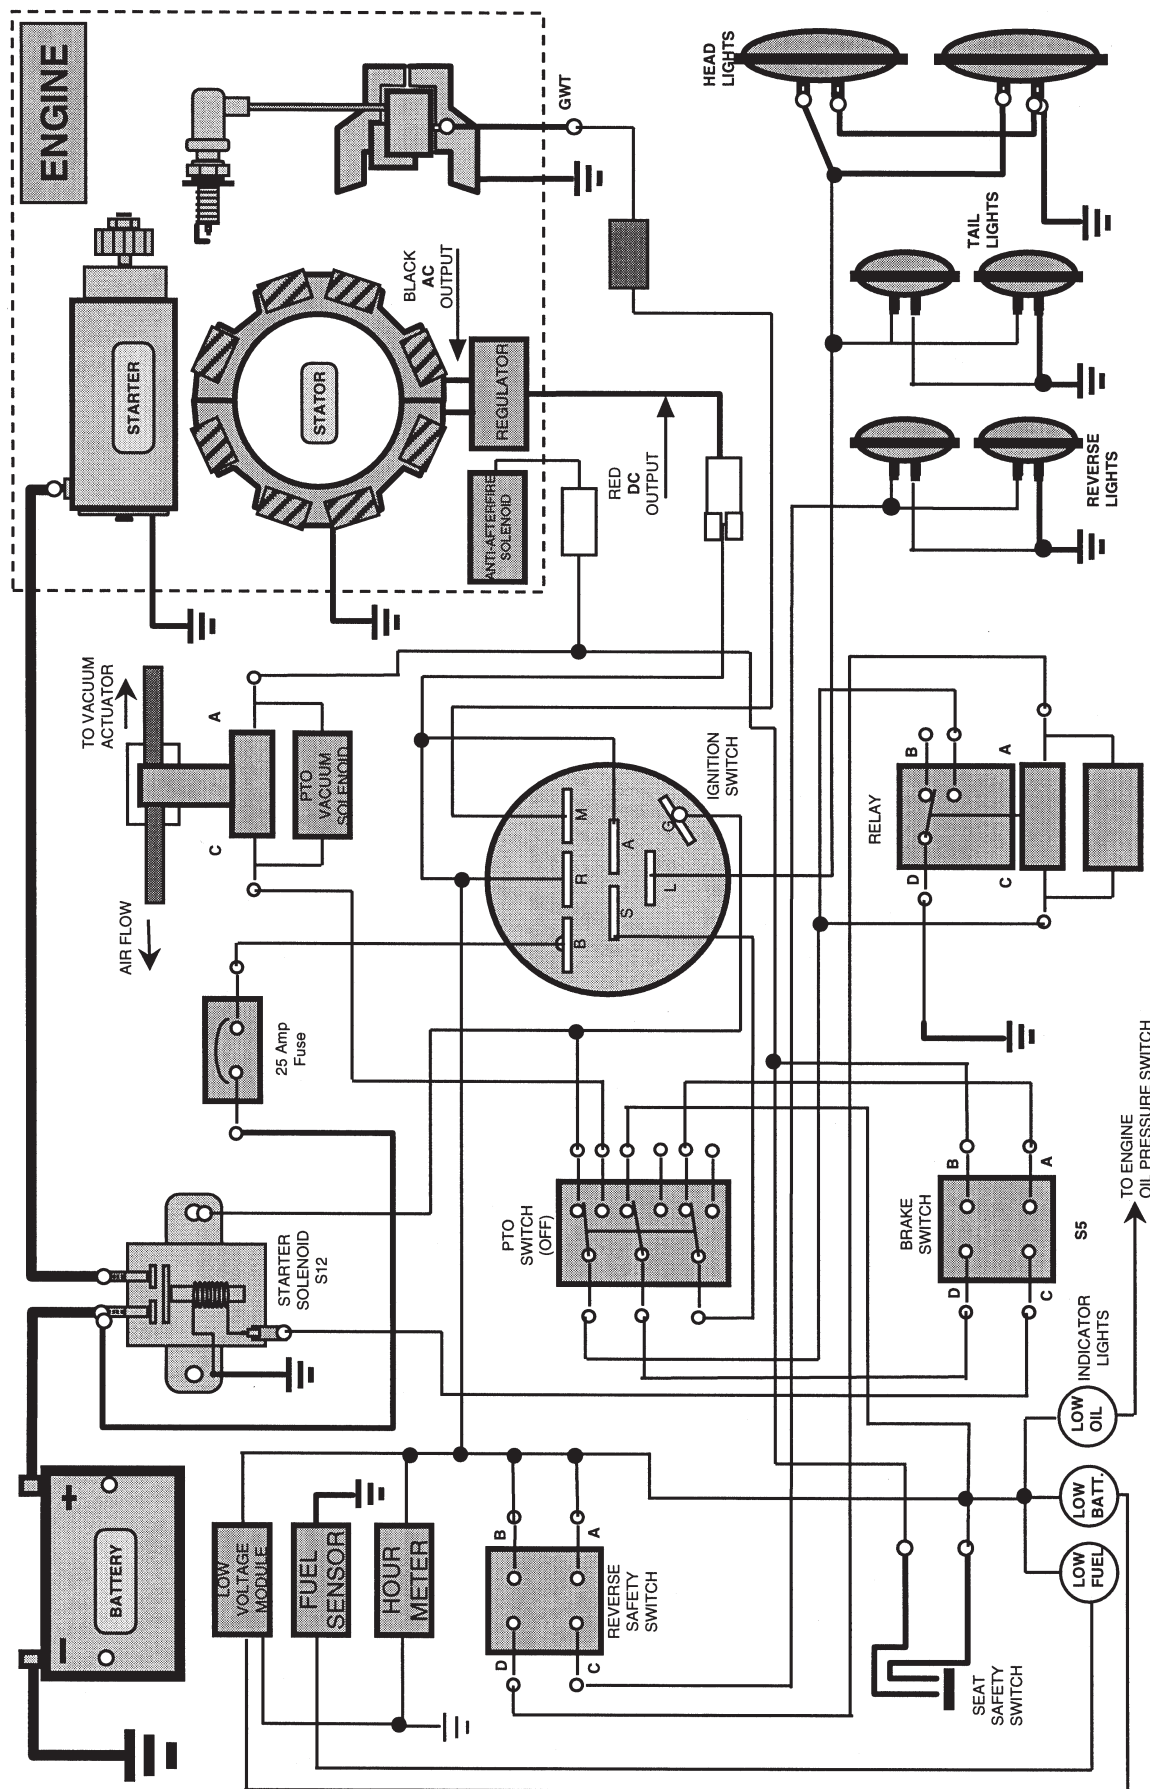 ENGINE
GWT
HEAD
LIGHTS
TAIL
LIGHTS
REVERSE
LIGHTS
STARTER
STATOR
BLACK
AC
OUTPUT
REGULATOR
RED
DC
OUTPUT
ANTI-AFTERFIRE
SOLENOID
TO VACUUM
ACTUATOR
A
C
PTO
VACUUM
SOLENOID
AIR FLOW
IGNITION
SWITCH
M
R
B
A
S
L
G
RELAY
B
A
D
C
25 Amp
Fuse
STARTER
SOLENOID
S12
PTO
SWITCH
(OFF)
BRAKE
SWITCH
B
A
D
C
S5
TO ENGINE
OIL PRESSURE SWITCH
INDICATOR
LIGHTS
LOW
OIL
LOW
BATT.
LOW
FUEL
+
BATTERY
–
LOW
VOLTAGE
MODULE
FUEL
SENSOR
HOUR
METER
B
A
D
C
REVERSE
SAFETY
SWITCH
SEAT
SAFETY
SWITCH